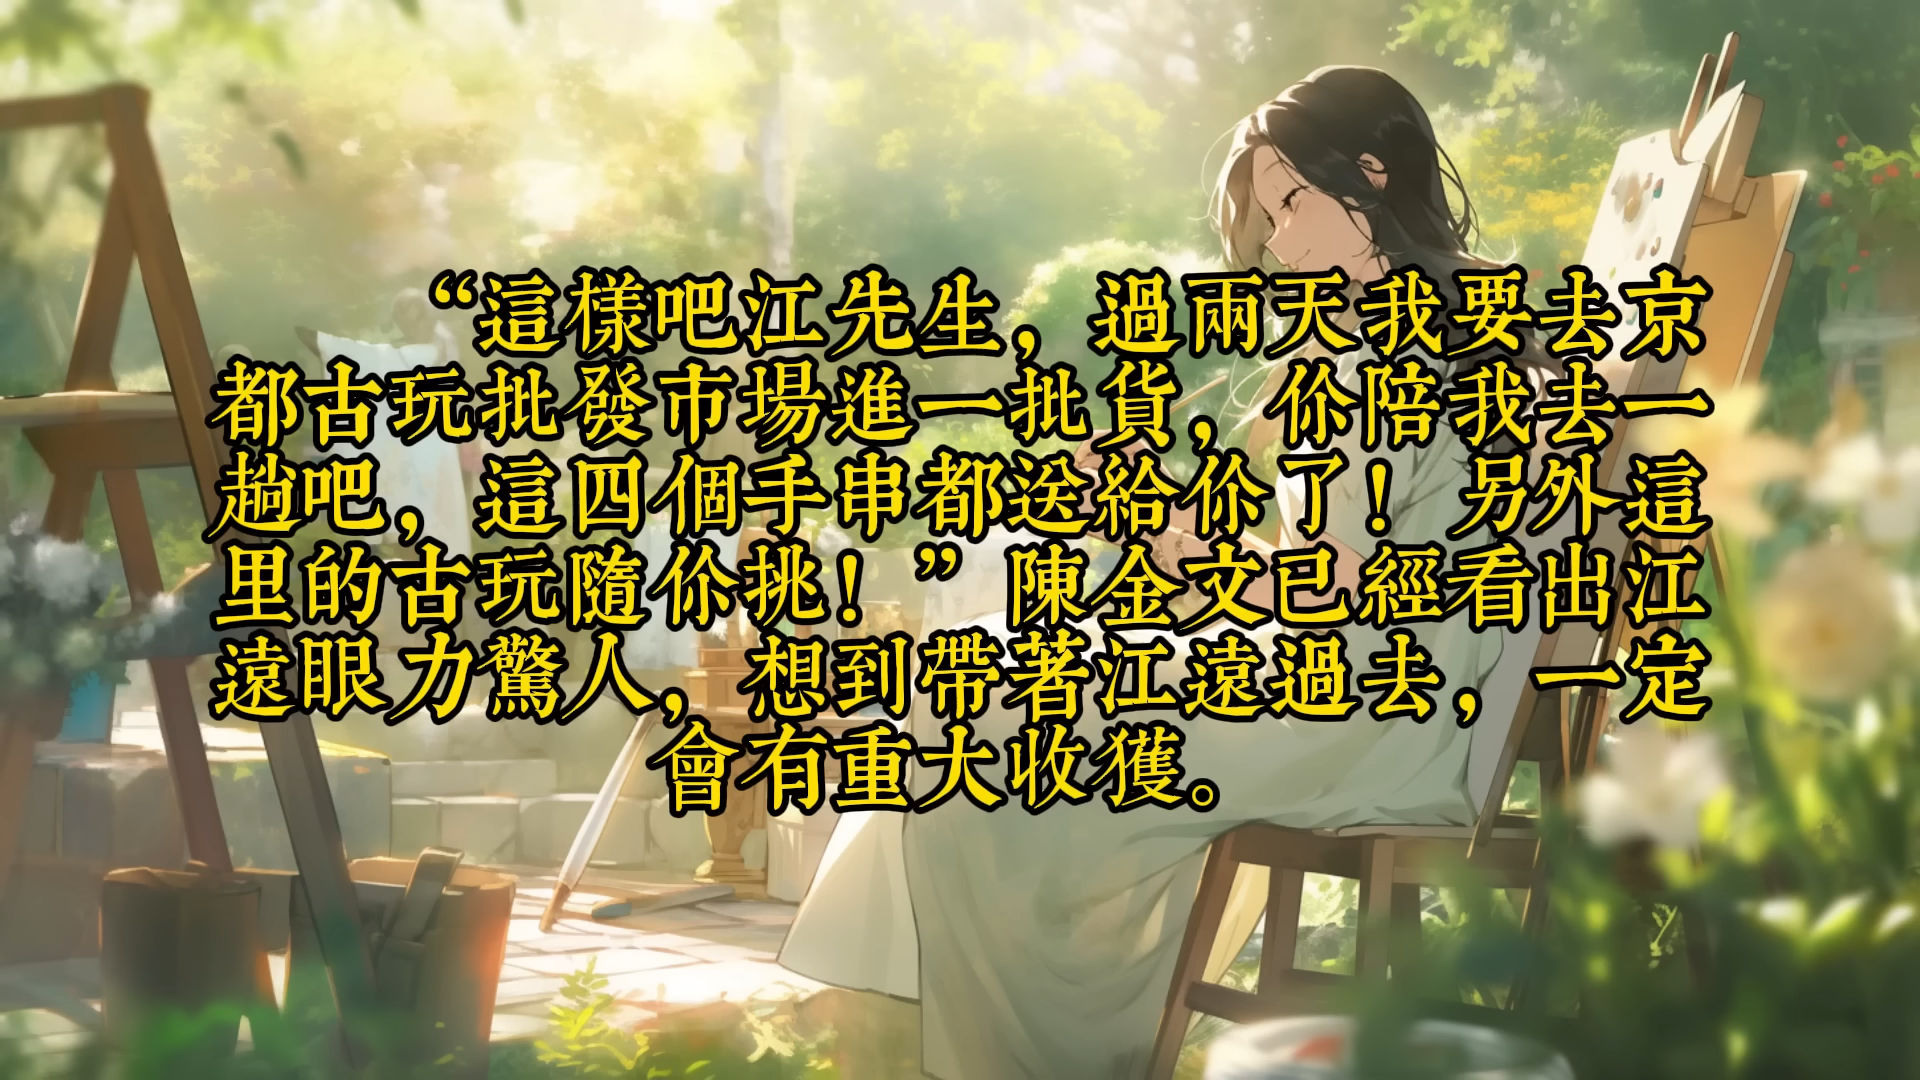 “這樣吧江先生，過兩天我要去京
都古玩批發市場進一批貨，你陪我去一
趟吧，這四個手串都送給你了！另外這
里的古玩隨你挑！”陳金文已經看出江
遠眼力驚人，想到帶著江遠過去，一定
會有重大收獲。